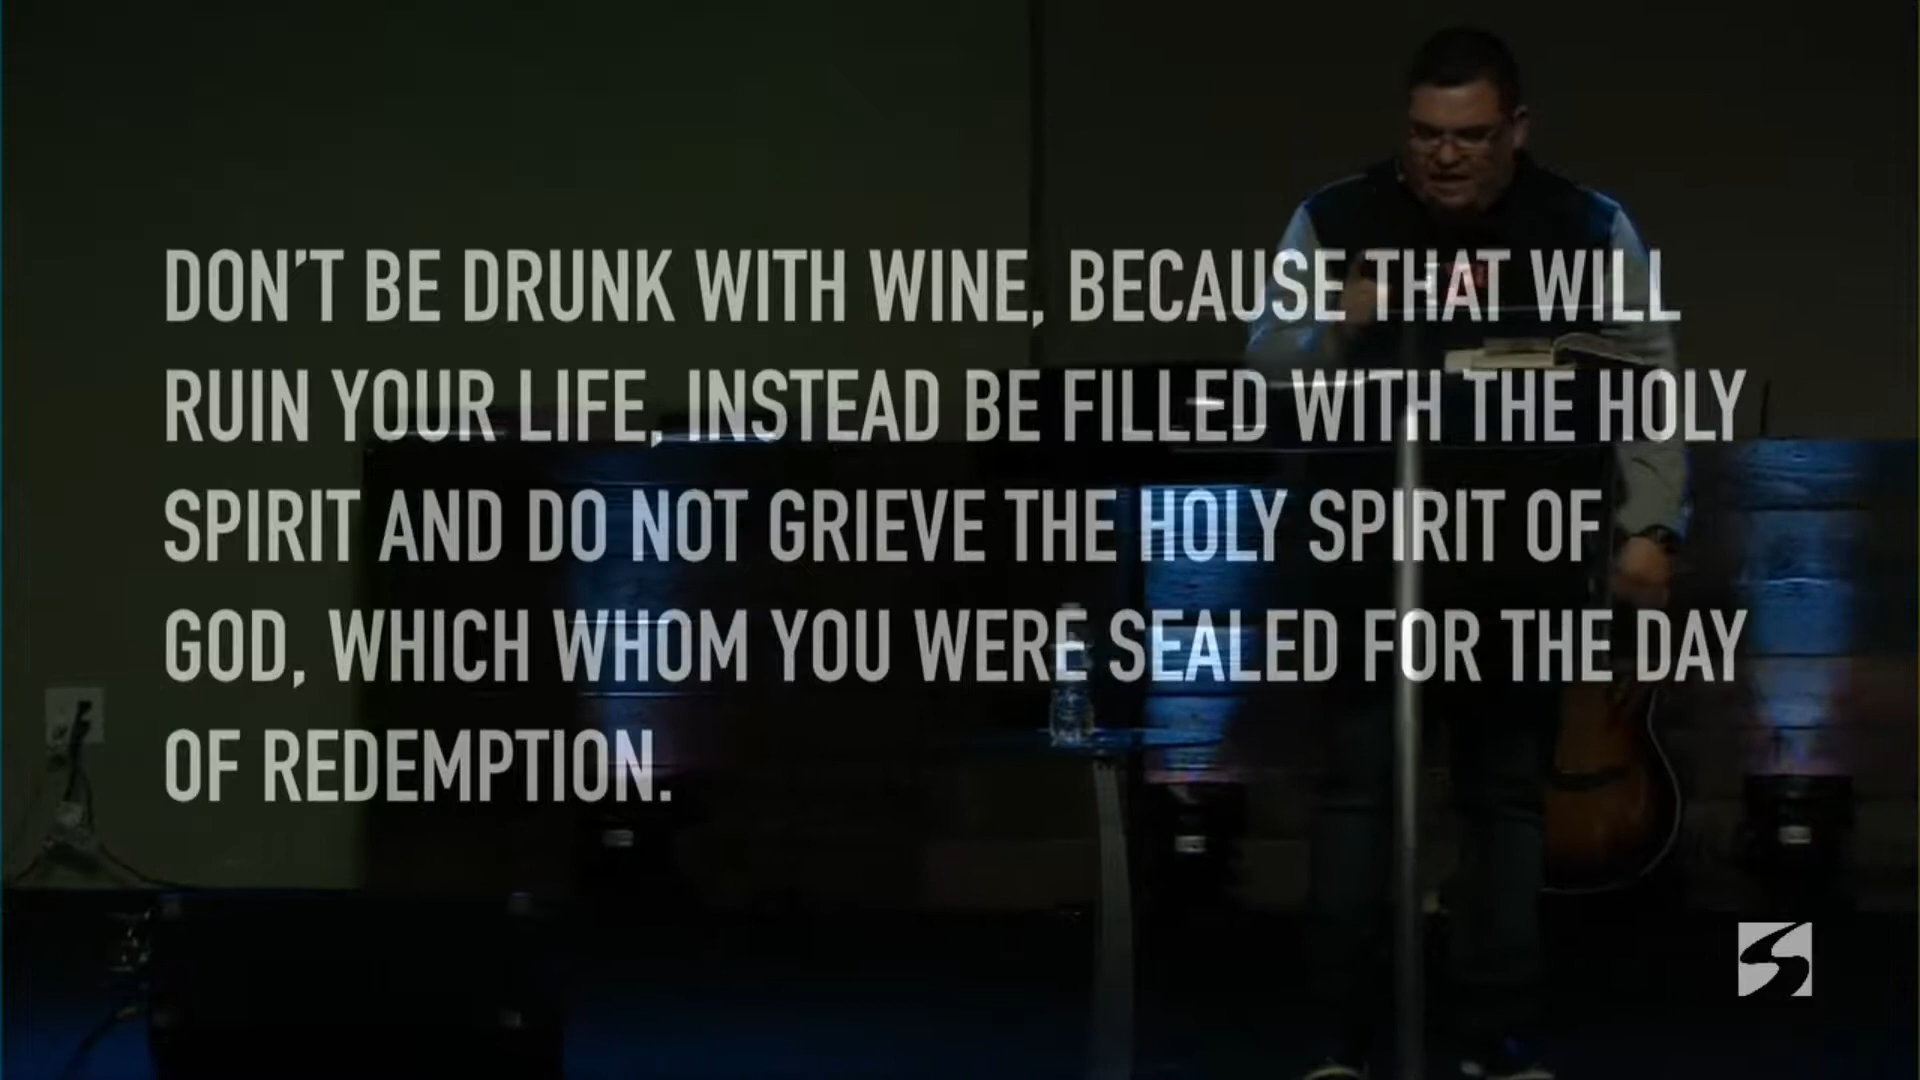 DON'T BE DRUNK WITH WINE, BECAUSE THAT WILL
RUIN YOUR LIFE, INSTEAD BE FILLED WITH THE HOLY
SPIRIT AND DO NOT GRIEVE THE HOLY SPIRIT OF
GOD, WHICH WHOM YOU WERE SEALED FOR THE DAY
OF REDEMPTION.